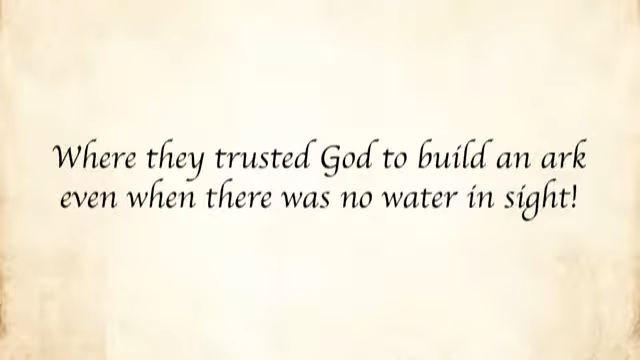 Where they trusted God to build an ark
even when there was no water in sight!